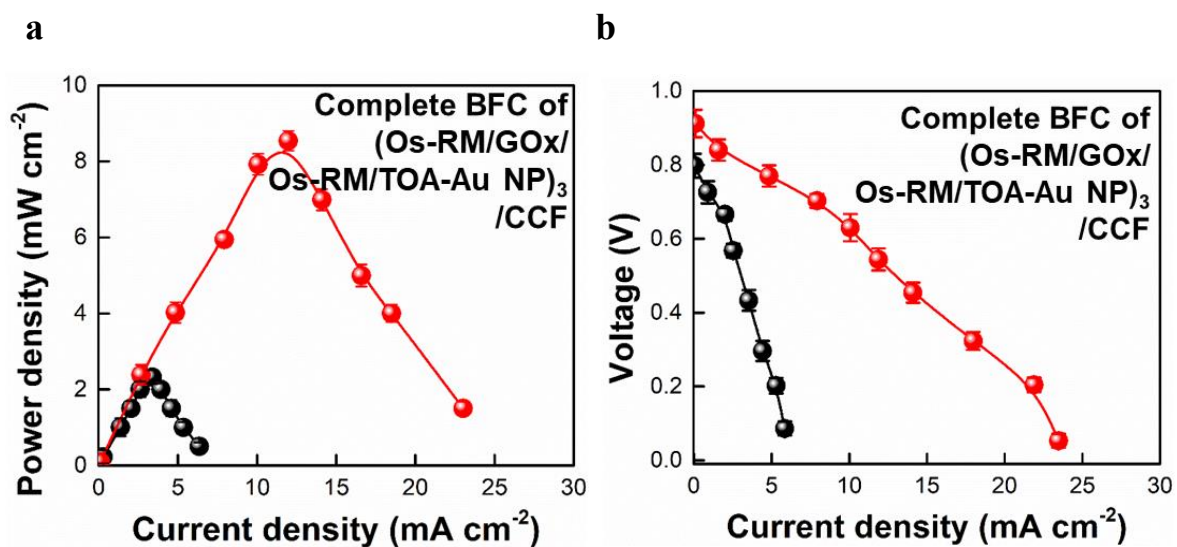 a
b
10
8
6
4
2
0
Power density (mW cm⁻²)
Complete BFC of
(Os-RM/GOx/
Os-RM/TOA-Au NP)₃
/CCF
0 5 10 15 20 25 30
Current density (mA cm⁻²)
1.0
0.8
0.6
0.4
0.2
0.0
Voltage (V)
Complete BFC of
(Os-RM/GOx/
Os-RM/TOA-Au NP)₃
/CCF
0 5 10 15 20 25 30
Current density (mA cm⁻²)